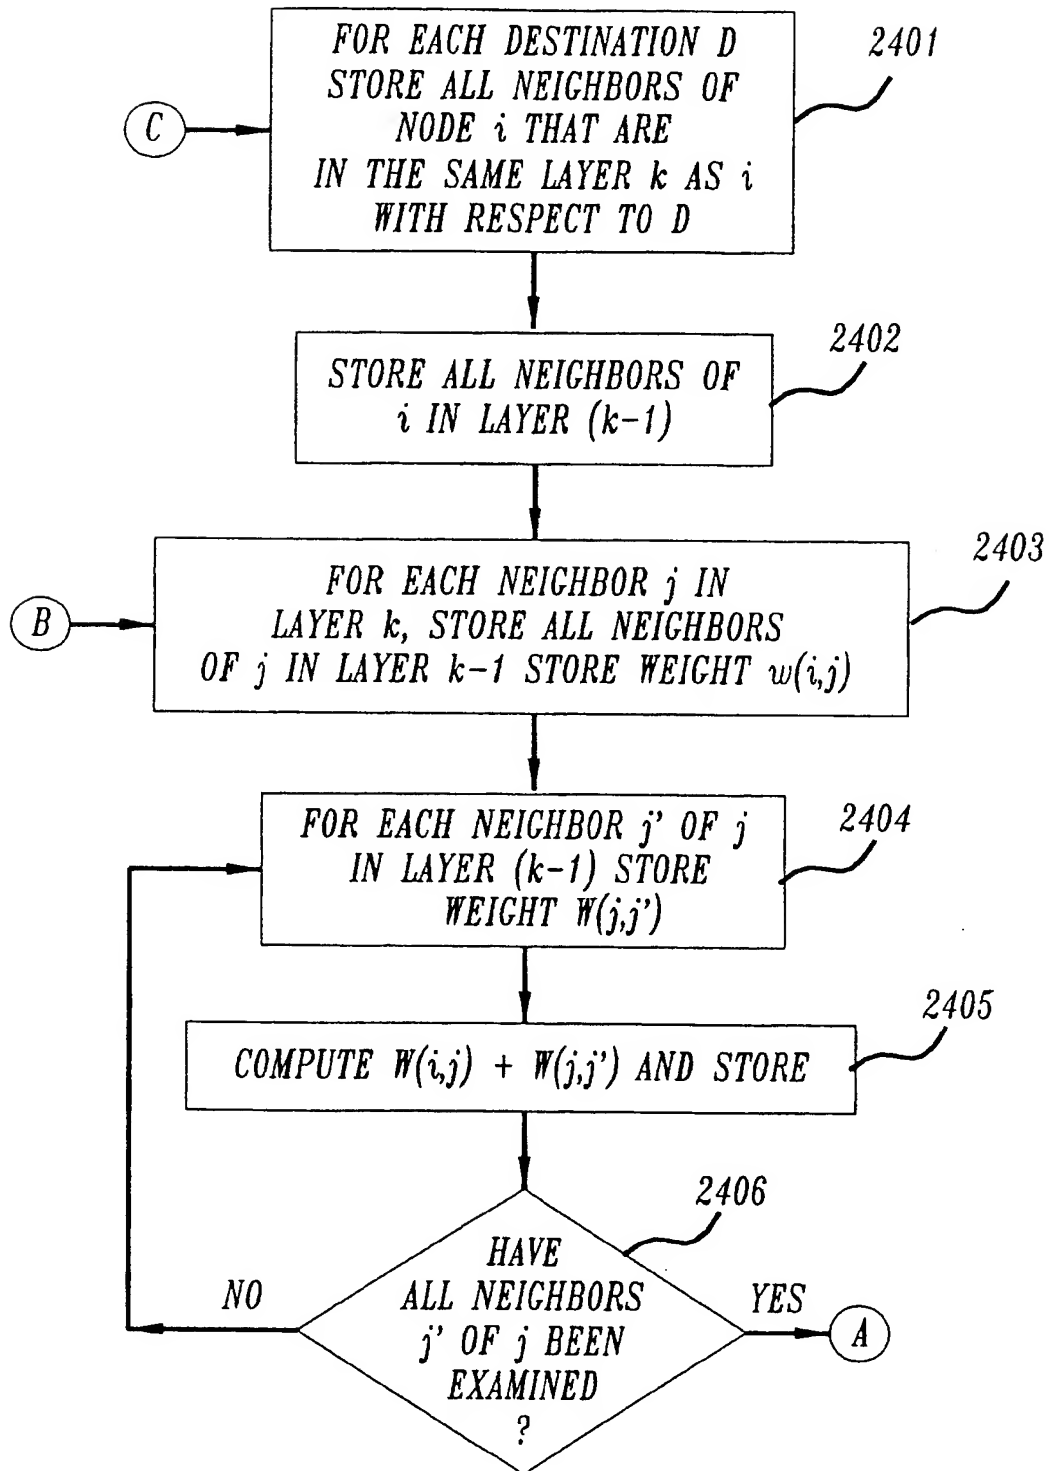 FOR EACH DESTINATION D
STORE ALL NEIGHBORS OF
NODE i THAT ARE
IN THE SAME LAYER k AS i
WITH RESPECT TO D
2401
C
STORE ALL NEIGHBORS OF
i IN LAYER (k-1)
2402
FOR EACH NEIGHBOR j IN
LAYER k, STORE ALL NEIGHBORS
OF j IN LAYER k-1 STORE WEIGHT w(i,j)
2403
B
FOR EACH NEIGHBOR j' OF j
IN LAYER (k-1) STORE
WEIGHT W(j,j')
2404
COMPUTE W(i,j) + W(j,j') AND STORE
2405
HAVE
ALL NEIGHBORS
j' OF j BEEN
EXAMINED
?
2406
NO
YES
A